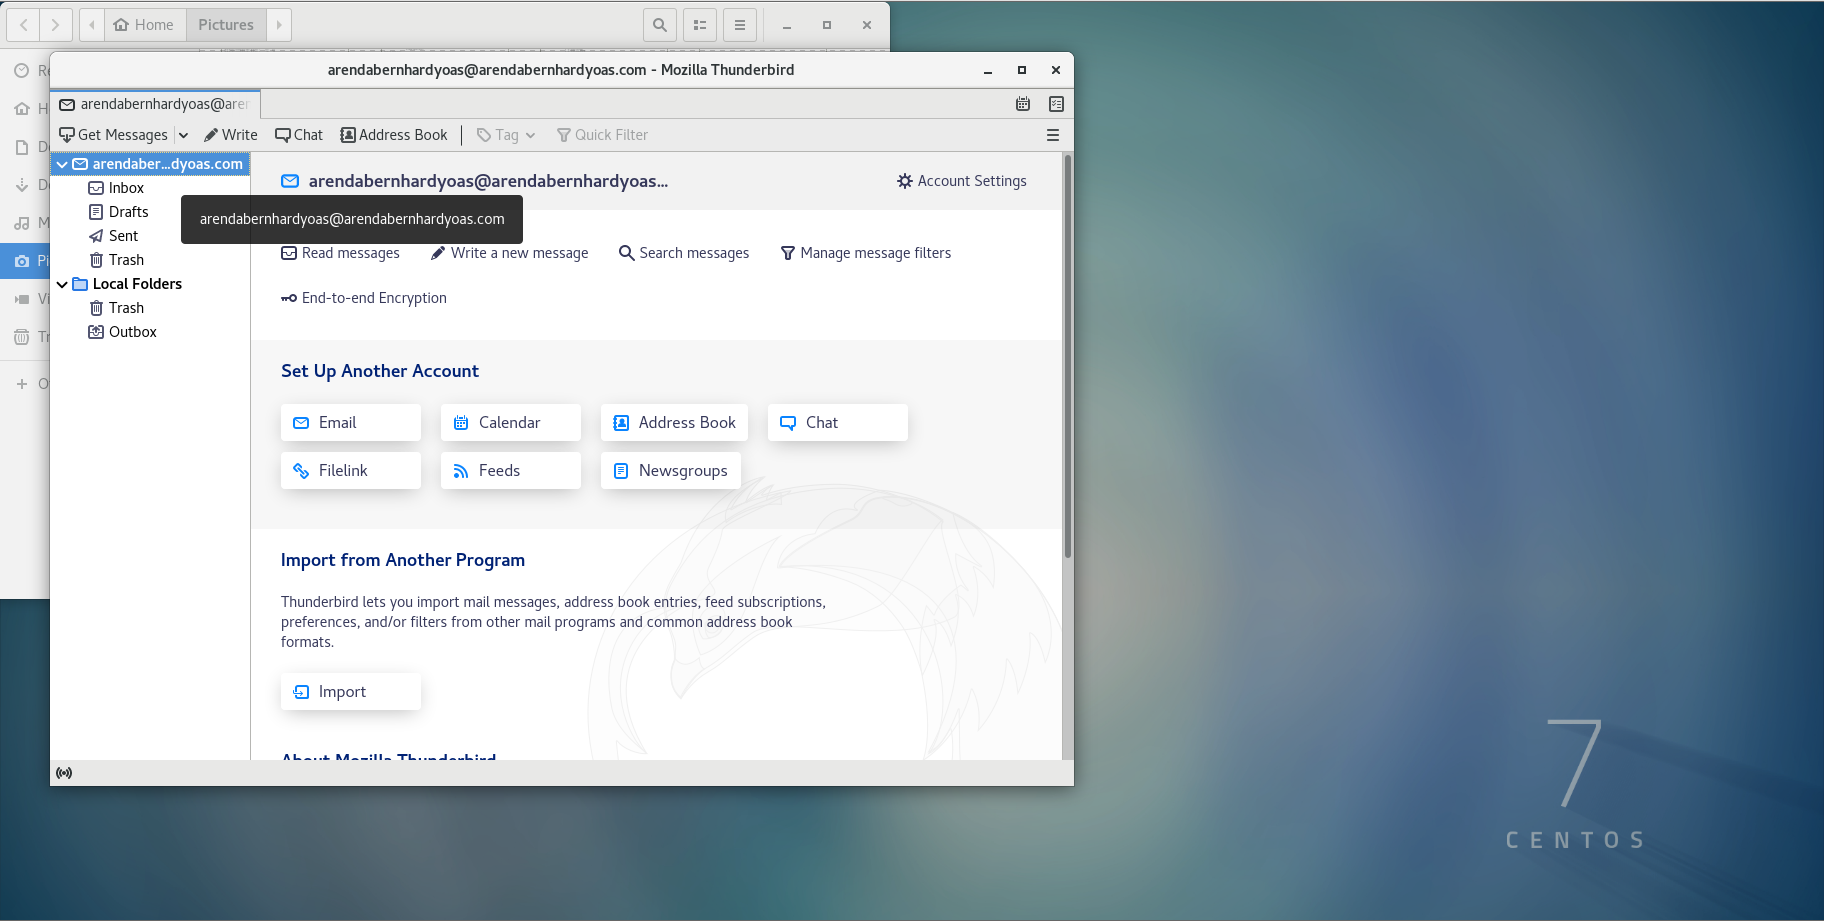 Home
Pictures
arendabernhardyoas@arendabernhardyoas.com - Mozilla Thunderbird
arendabernhardyoas@aren
Get Messages
Write
Chat
Address Book
Tag
Quick Filter
arendaber...dyoas.com
Inbox
Drafts
Sent
Trash
Local Folders
Trash
Outbox
arendabernhardyoas@arendabernhardyoas...
Account Settings
arendabernhardyoas@arendabernhardyoas.com
Read messages
Write a new message
Search messages
Manage message filters
End-to-end Encryption
Set Up Another Account
Email
Calendar
Address Book
Chat
Filelink
Feeds
Newsgroups
Import from Another Program
Thunderbird lets you import mail messages, address book entries, feed subscriptions,
preferences, and/or filters from other mail programs and common address book
formats.
Import
About Mozilla Thunderbird
7
CENTOS